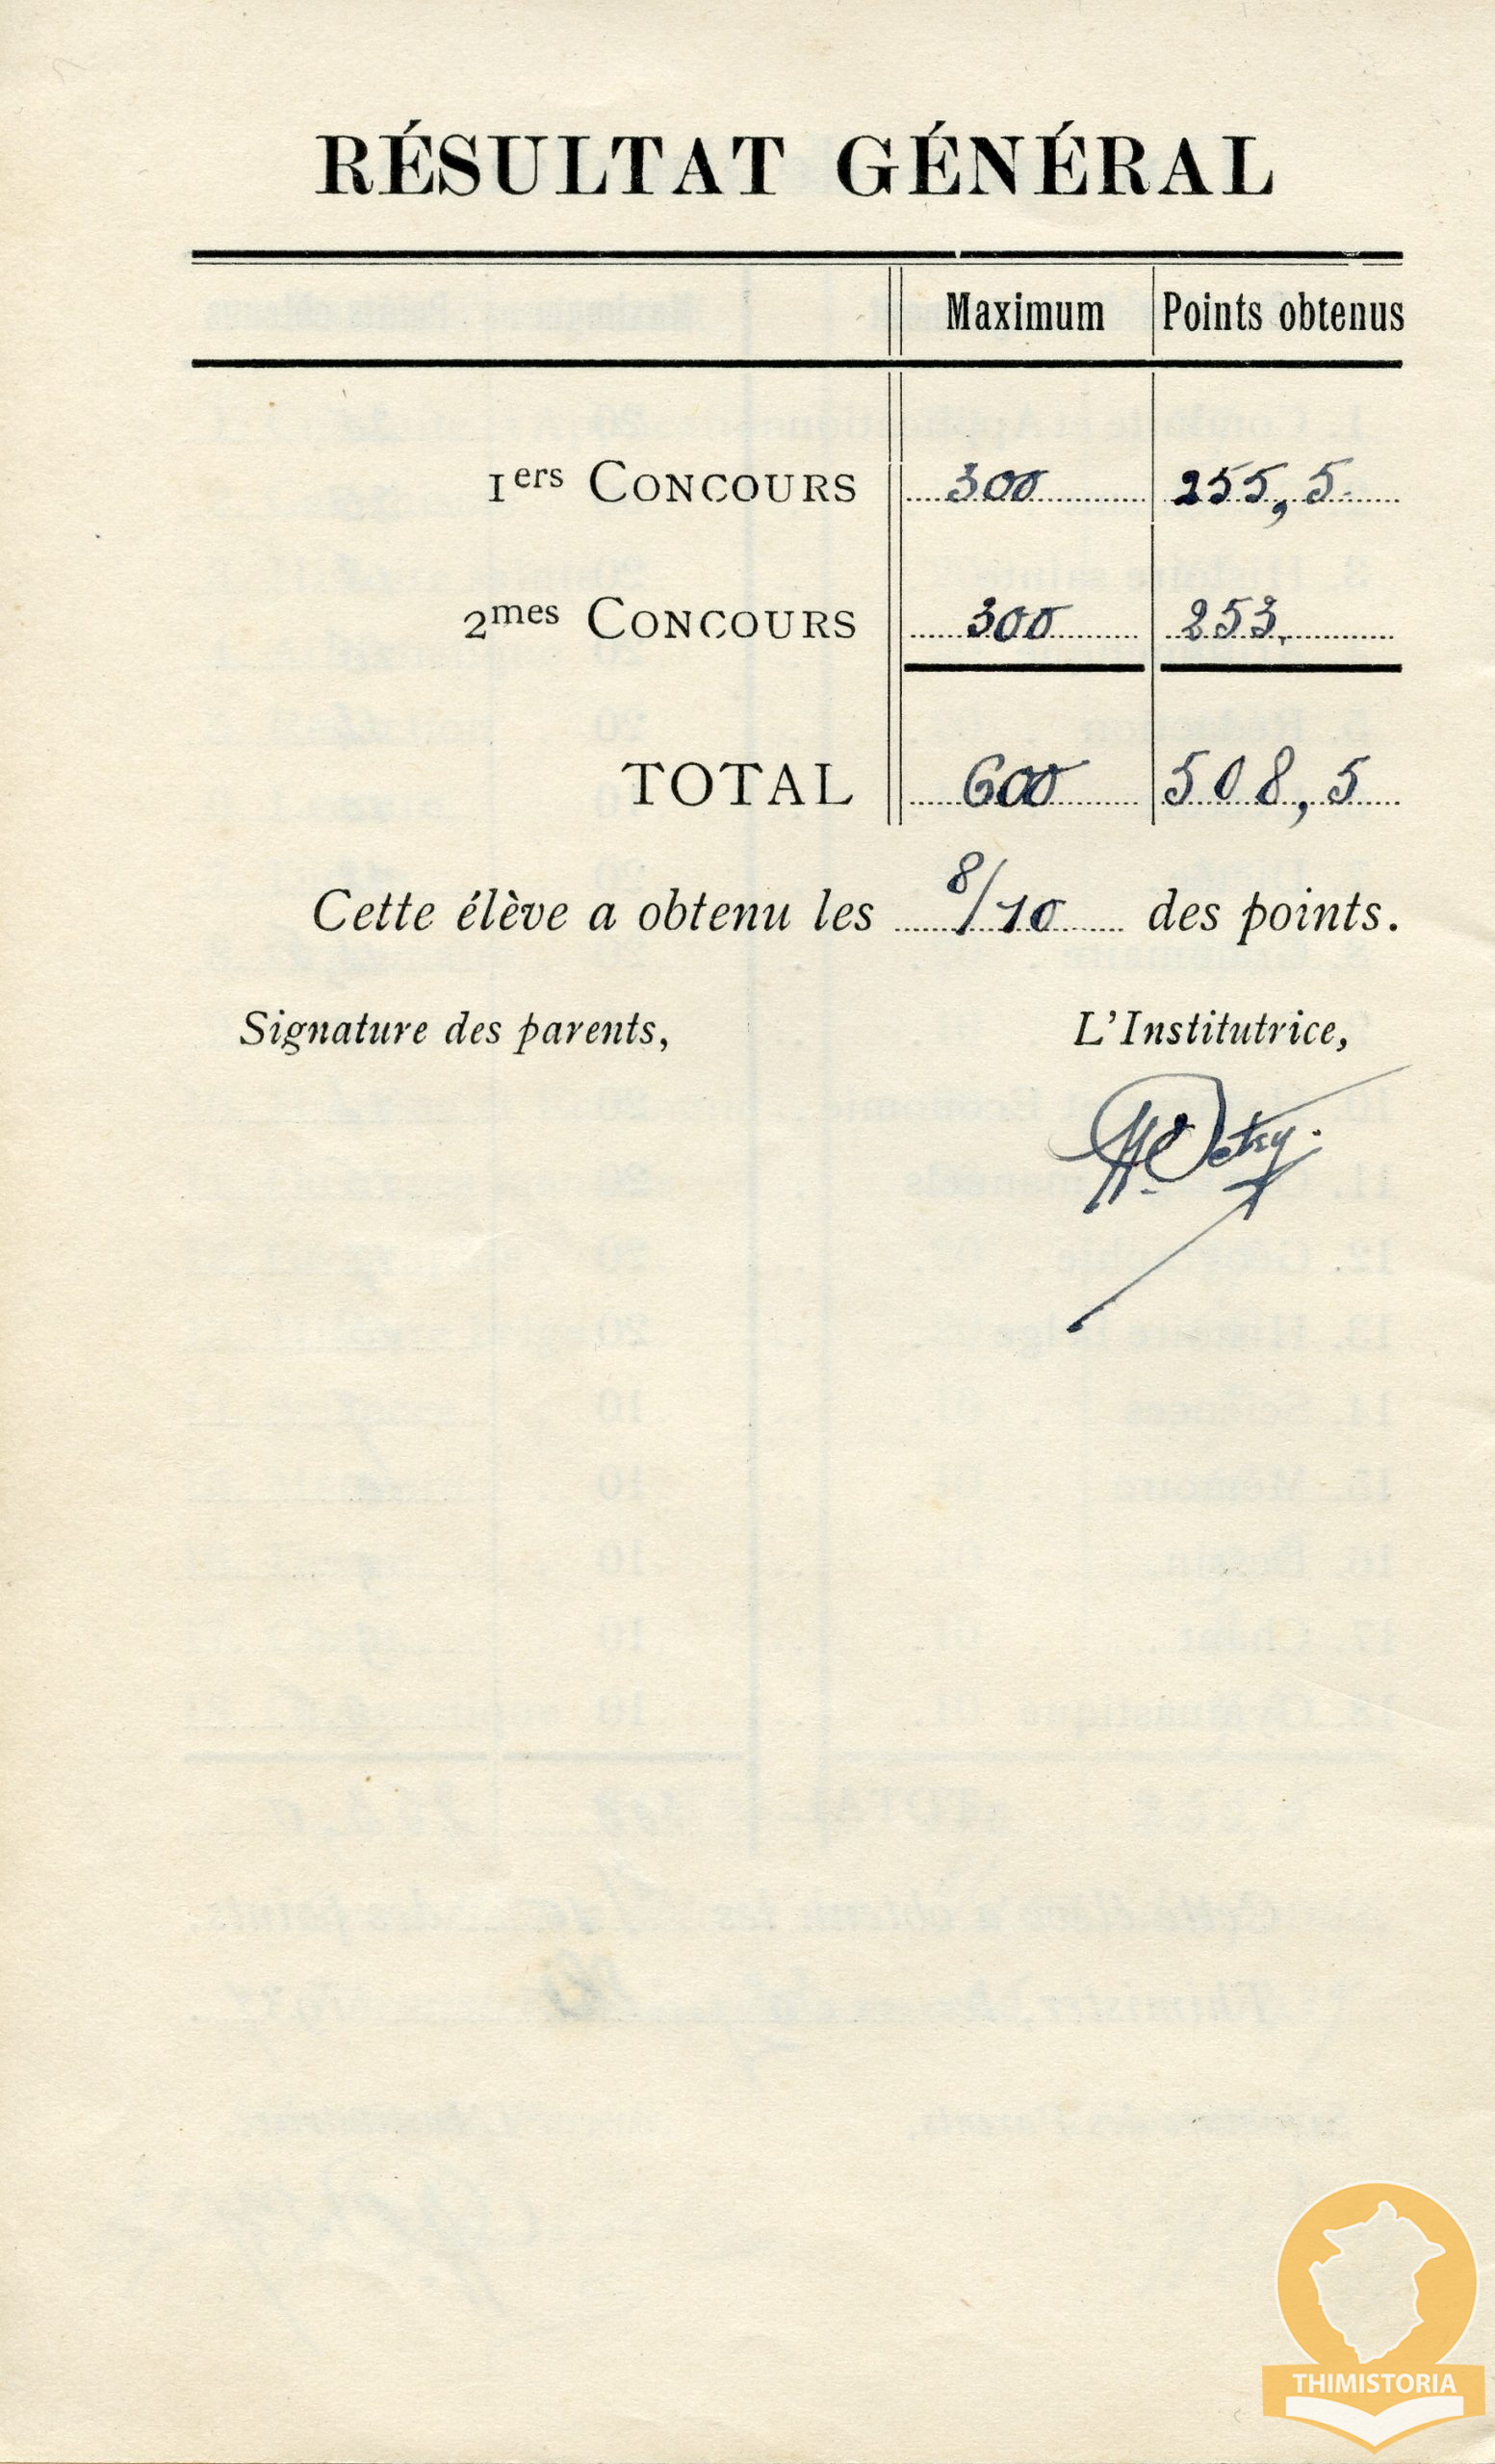 RÉSULTAT GÉNÉRAL
Maximum Points obtenus
1ers CONCOURS 300 255,5
2mes CONCOURS 300 253,
TOTAL 600 508,5
Cette élève a obtenu les 8/10 des points.
Signature des parents, L'Institutrice,
THIMISTORIA